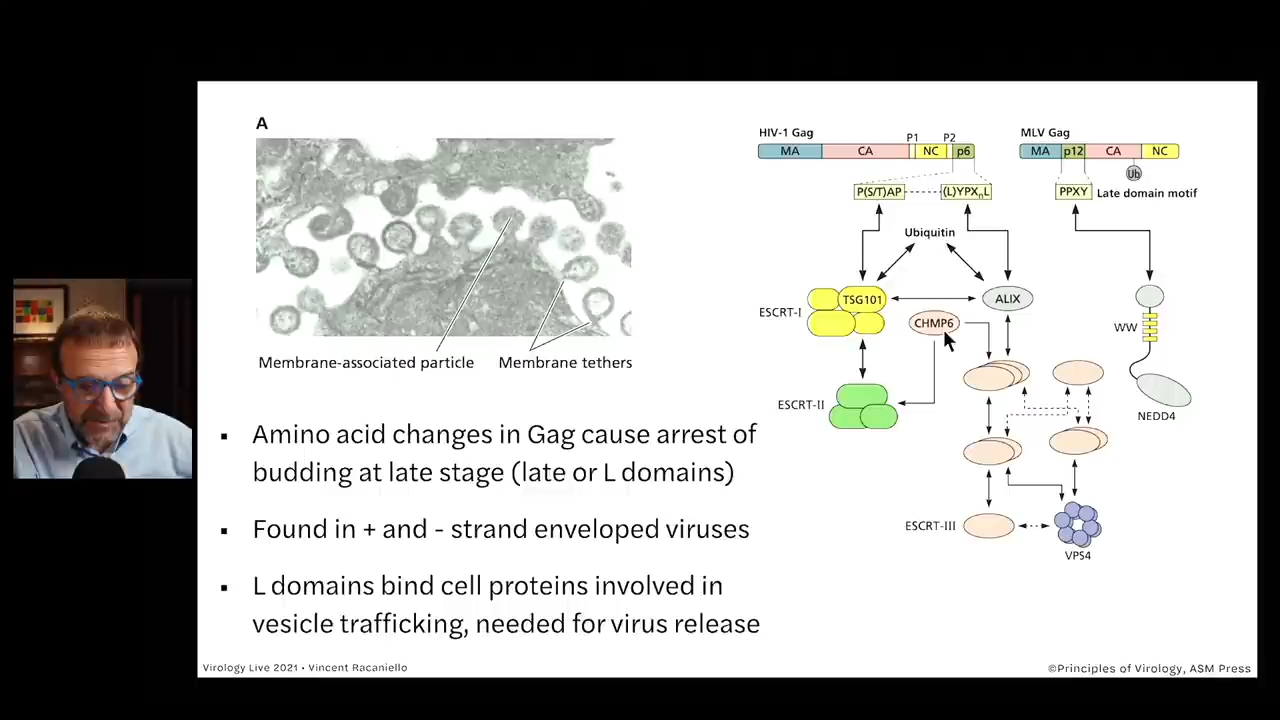 A
Membrane-associated particle
Membrane tethers
HIV-1 Gag
P1
P2
MA
CA
NC
p6
P(S/T)AP
(L)YPXnL
MLV Gag
MA
p12
CA
NC
Ub
PPXY
Late domain motif
Ubiquitin
ESCRT-I
TSG101
ALIX
CHMP6
WW
ESCRT-II
NEDD4
ESCRT-III
VPS4
▪ Amino acid changes in Gag cause arrest of
budding at late stage (late or L domains)
▪ Found in + and - strand enveloped viruses
▪ L domains bind cell proteins involved in
vesicle trafficking, needed for virus release
Virology Live 2021 • Vincent Racaniello
©Principles of Virology, ASM Press